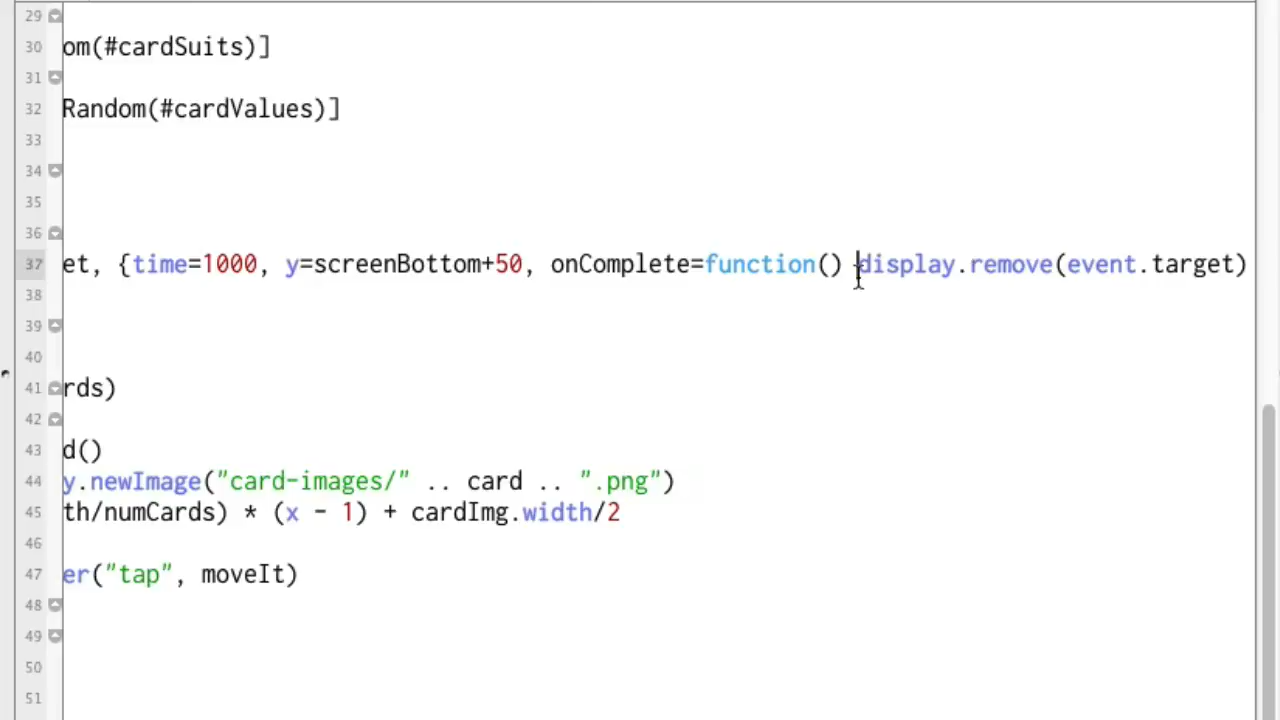 29
30 om(#cardSuits)]
31
32 Random(#cardValues)]
33
34
35
36
37 et, {time=1000, y=screenBottom+50, onComplete=function() display.remove(event.target)
38
39
40
41 rds)
42
43 d()
44 y.newImage("card-images/" .. card .. ".png")
45 th/numCards) * (x - 1) + cardImg.width/2
46
47 er("tap", moveIt)
48
49
50
51